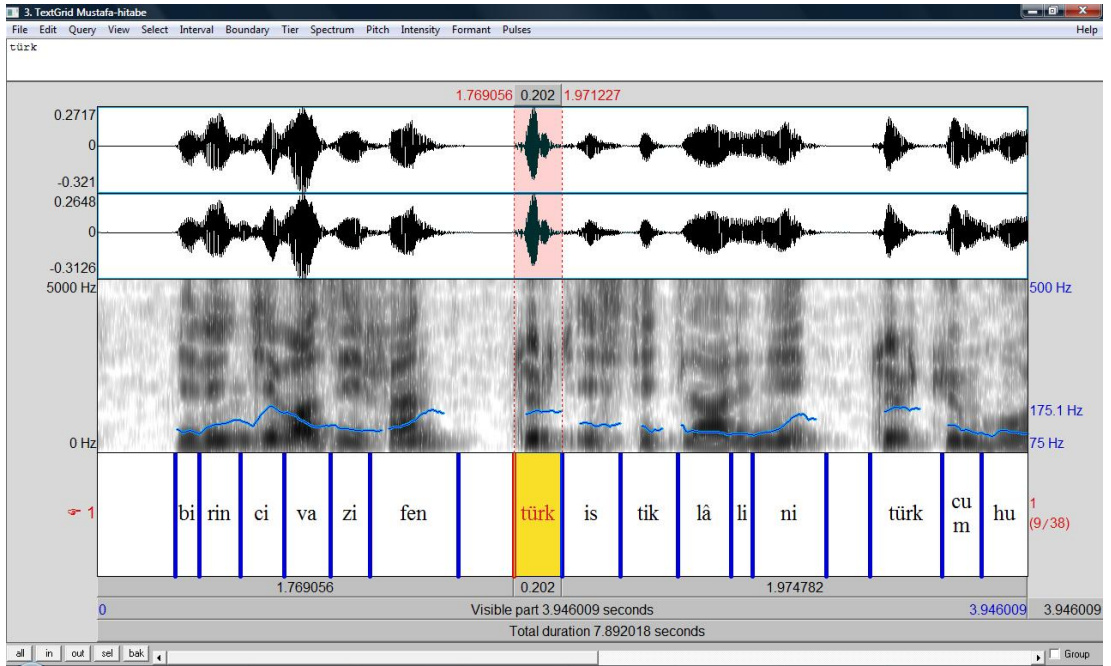 3. TextGrid Mustafa-hitabe
File Edit Query View Select Interval Boundary Tier Spectrum Pitch Intensity Formant Pulses Help
türk
1.769056 0.202 1.971227
0.2717
0
-0.321
0.2648
0
-0.3126
5000 Hz 500 Hz
175.1 Hz
0 Hz 75 Hz
☞ 1 bi rin ci va zi fen türk is tik lâ li ni türk cu m hu 1
(9/38)
1.769056 0.202 1.974782
0 Visible part 3.946009 seconds 3.946009 3.946009
Total duration 7.892018 seconds
all in out sel bak Group